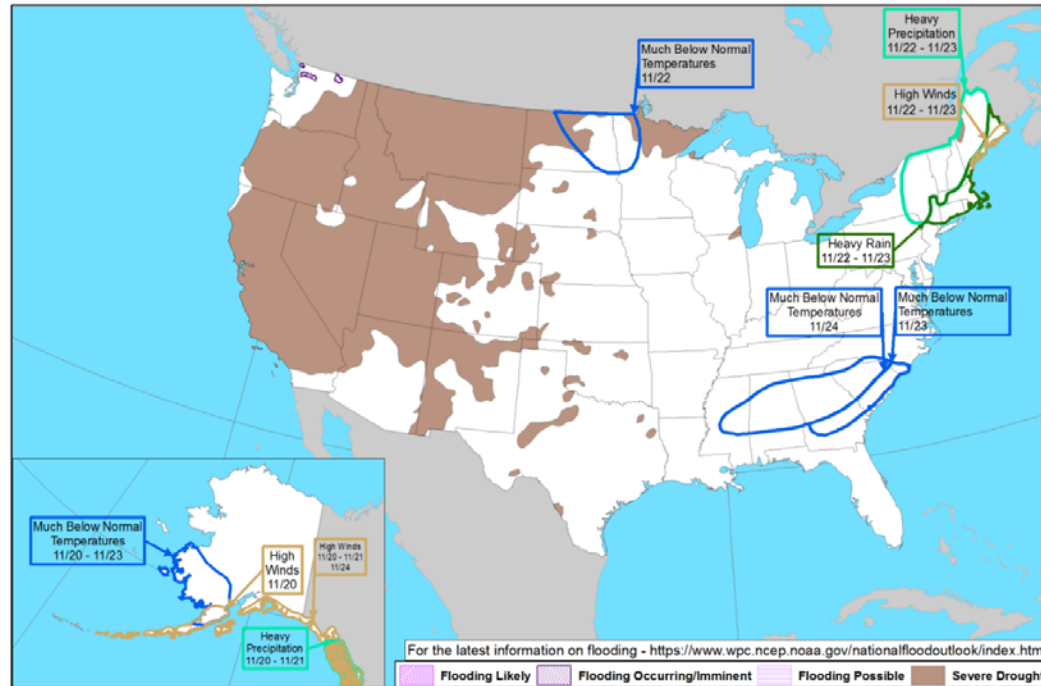 Heavy
Precipitation
11/22 - 11/23
Much Below Normal
Temperatures
11/22
High Winds
11/22 - 11/23
Heavy Rain
11/22 - 11/23
Much Below Normal
Temperatures
11/24
Much Below Normal
Temperatures
11/23
Much Below Normal
Temperatures
11/20 - 11/23
High
Winds
11/20
High Winds
11/20 - 11/21
11/24
Heavy
Precipitation
11/20 - 11/21
For the latest information on flooding - https://www.wpc.ncep.noaa.gov/nationalfloodoutlook/index.htm
Flooding Likely
Flooding Occurring/Imminent
Flooding Possible
Severe Drought